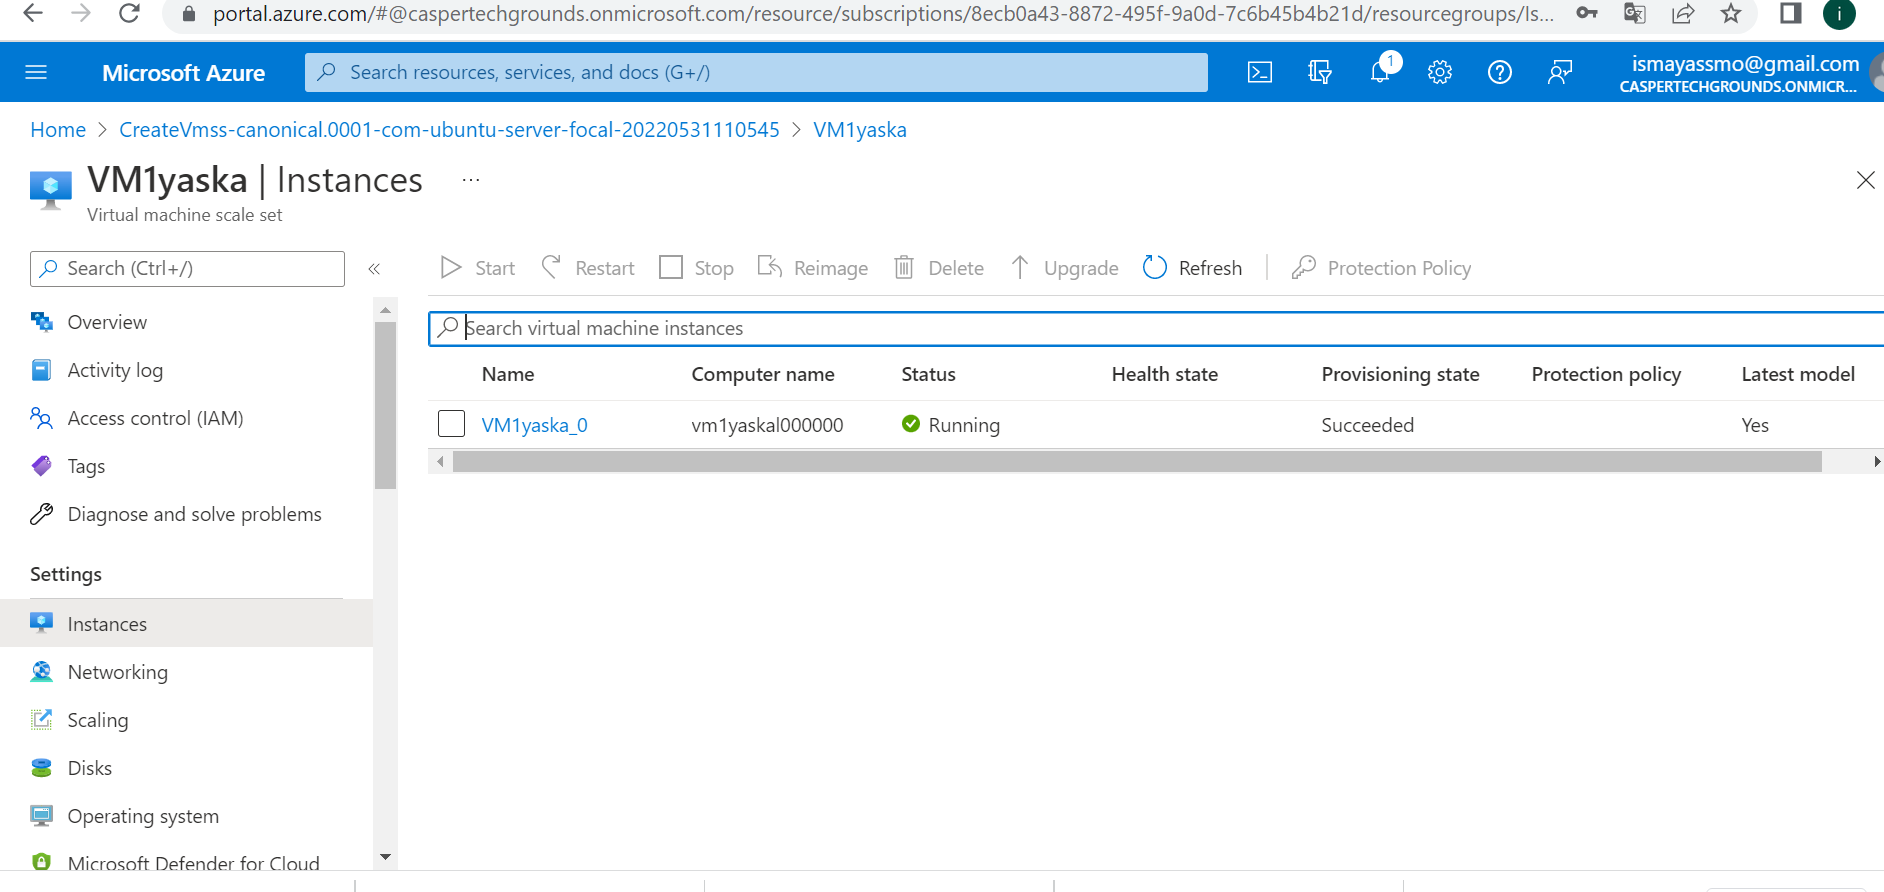 portal.azure.com/#@caspertechgrounds.onmicrosoft.com/resource/subscriptions/8ecb0a43-8872-495f-9a0d-7c6b45b4b21d/resourcegroups/Is...
i
Microsoft Azure
Search resources, services, and docs (G+/)
1
ismayassmo@gmail.com
CASPERTECHGROUNDS.ONMICR...
Home > CreateVmss-canonical.0001-com-ubuntu-server-focal-20220531110545 > VM1yaska
VM1yaska | Instances ...
Virtual machine scale set
Search (Ctrl+/)
«
Start Restart Stop Reimage Delete Upgrade Refresh Protection Policy
Overview
Activity log
Access control (IAM)
Tags
Diagnose and solve problems
Settings
Instances
Networking
Scaling
Disks
Operating system
Microsoft Defender for Cloud
Search virtual machine instances
Name Computer name Status Health state Provisioning state Protection policy Latest model
VM1yaska_0 vm1yaskal000000 Running Succeeded Yes